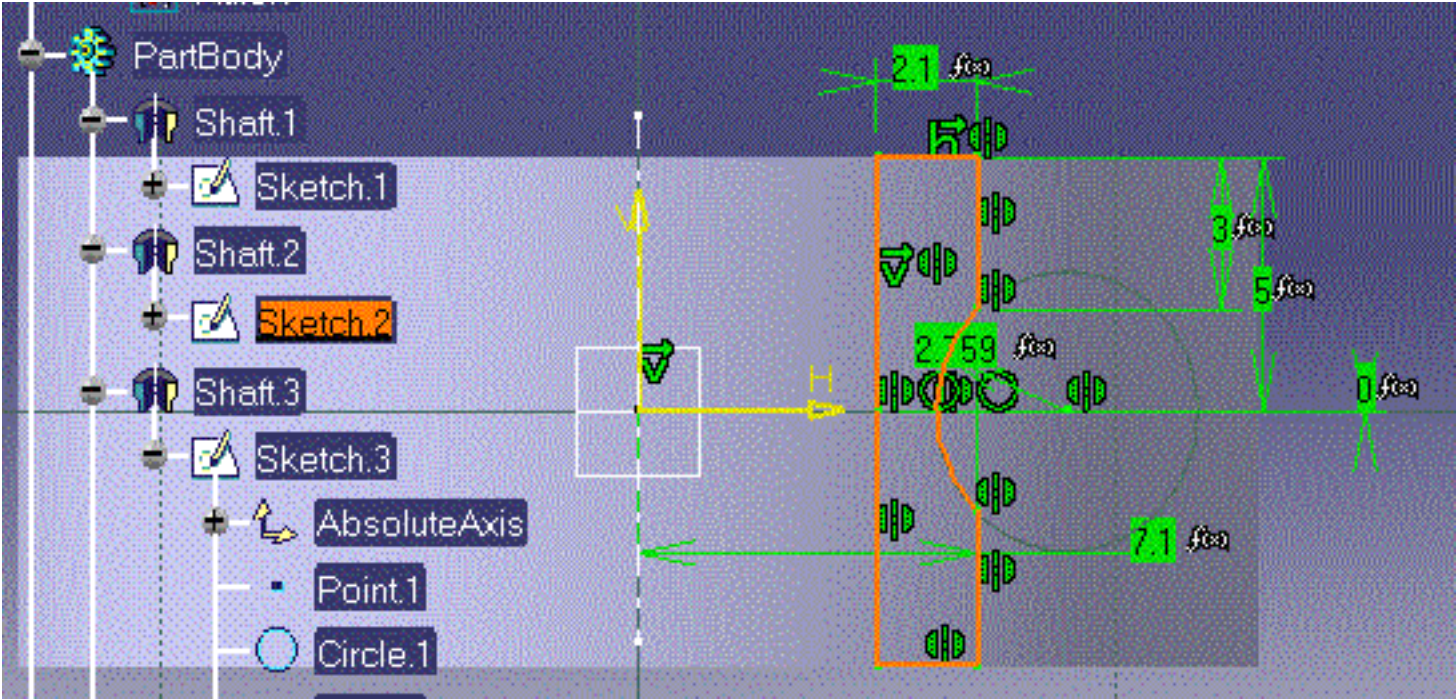 PartBody
Shaft.1
Sketch.1
Shaft.2
Sketch.2
Shaft.3
Sketch.3
AbsoluteAxis
Point.1
Circle.1
2.1 f(x)
3 f(x)
5 f(x)
2.759 f(x)
0 f(x)
7.1 f(x)
V
H